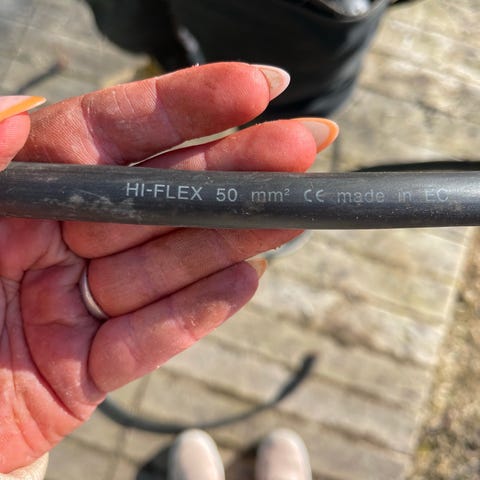 HI-FLEX 50 mm² CE made in EC